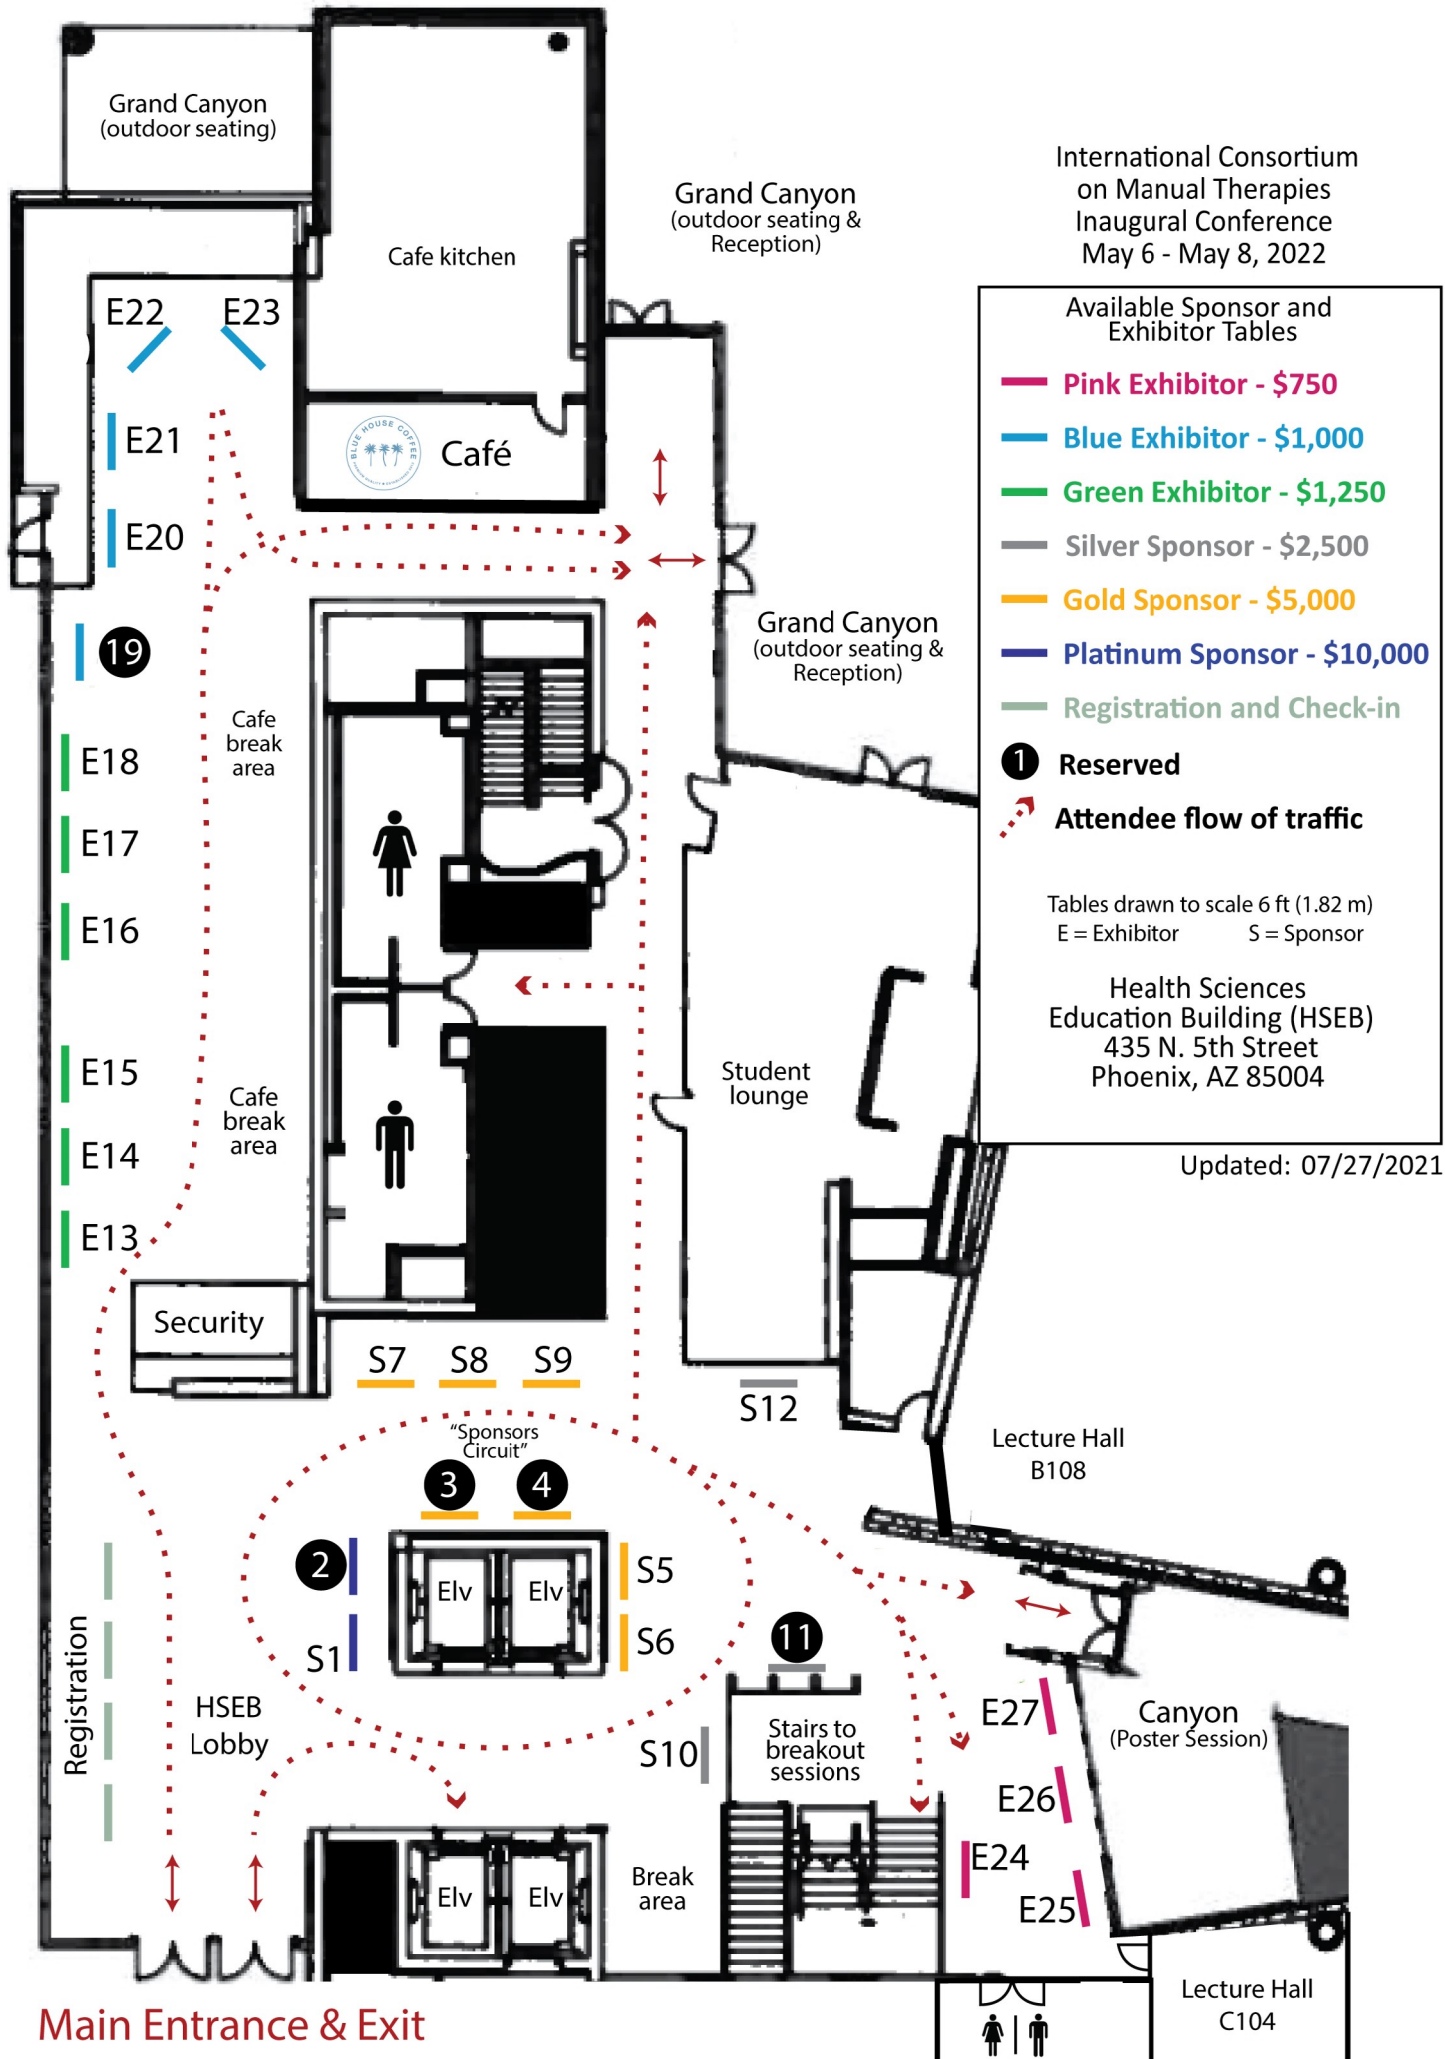 Grand Canyon
(outdoor seating)
Cafe kitchen
Grand Canyon
(outdoor seating &
Reception)
International Consortium
on Manual Therapies
Inaugural Conference
May 6 - May 8, 2022
Available Sponsor and
Exhibitor Tables
Pink Exhibitor - $750
Blue Exhibitor - $1,000
Green Exhibitor - $1,250
Silver Sponsor - $2,500
Gold Sponsor - $5,000
Platinum Sponsor - $10,000
Registration and Check-in
1 Reserved
Attendee flow of traffic
Tables drawn to scale 6 ft (1.82 m)
E = Exhibitor S = Sponsor
Health Sciences
Education Building (HSEB)
435 N. 5th Street
Phoenix, AZ 85004
Updated: 07/27/2021
E22 E23
E21
BLUE HOUSE COFFEE
Café
E20
19
Grand Canyon
(outdoor seating &
Reception)
Cafe
break
area
E18
E17
E16
E15
E14
E13
Cafe
break
area
Student
lounge
Security
S7 S8 S9
S12
"Sponsors
Circuit"
3 4
Lecture Hall
B108
2
S1
Elv Elv
S5
S6
11
Registration
HSEB
Lobby
S10
Stairs to
breakout
sessions
E27
Canyon
(Poster Session)
E26
E24
E25
Elv Elv
Break
area
Lecture Hall
C104
Main Entrance & Exit